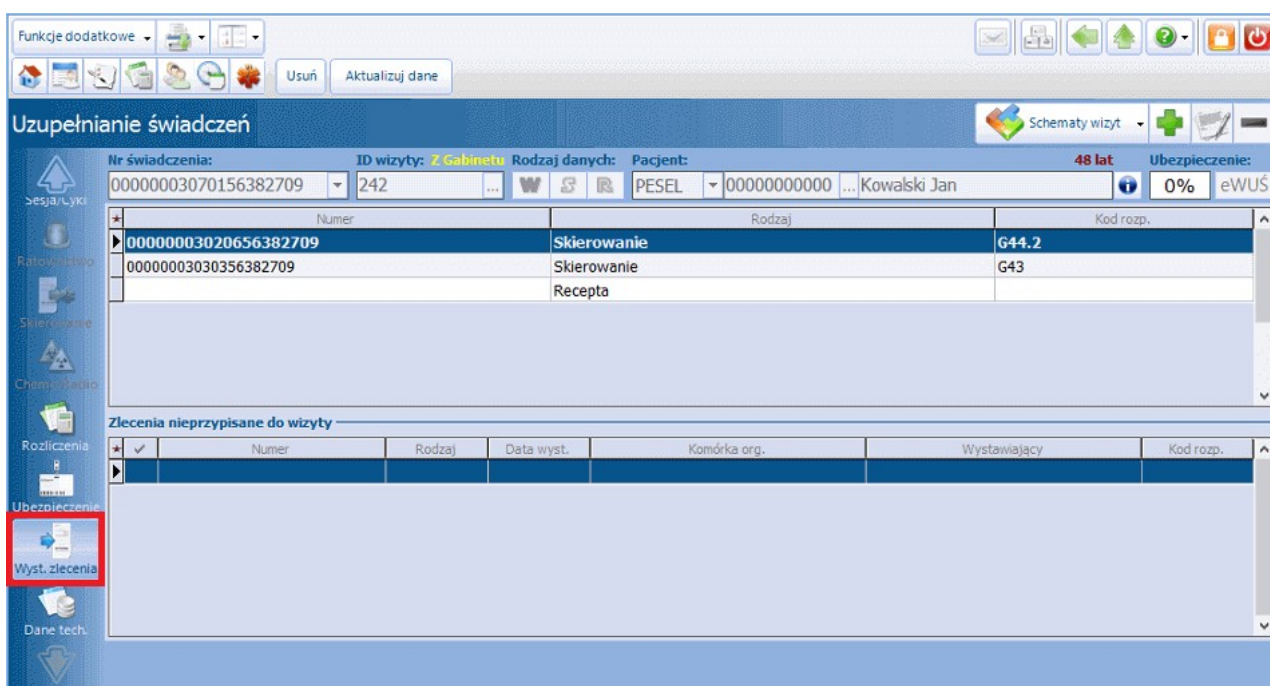 Funkcje dodatkowe
Usuń Aktualizuj dane
Uzupełnianie świadczeń Schematy wizyt
Nr świadczenia: ID wizyty: Z Gabinetu Rodzaj danych: Pacjent: 48 lat Ubezpieczenie:
00000003070156382709 242 ... W S R PESEL 00000000000 ... Kowalski Jan 0% eWUŚ
Sesja/Cykl
Numer Rodzaj Kod rozp.
00000003020656382709 Skierowanie G44.2
Ratownictwo
00000003030356382709 Skierowanie G43
Recepta
Skierowanie
Zlecenia nieprzypisane do wizyty
Rozliczenia
Numer Rodzaj Data wyst. Komórka org. Wystawiający Kod rozp.
Ubezpieczenie
Wyst. zlecenia
Dane tech.